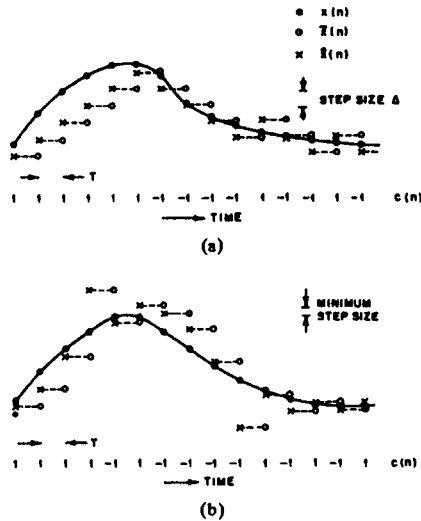 x(n)
x̃(n)
x̂(n)
STEP SIZE Δ
T
1 1 1 1 1 1 -1 -1 -1 -1 1 -1 -1 1 -1 c(n)
TIME
(a)
MINIMUM
STEP SIZE
T
1 1 1 1 -1 1 -1 -1 -1 -1 1 -1 1 -1 1 c(n)
TIME
(b)